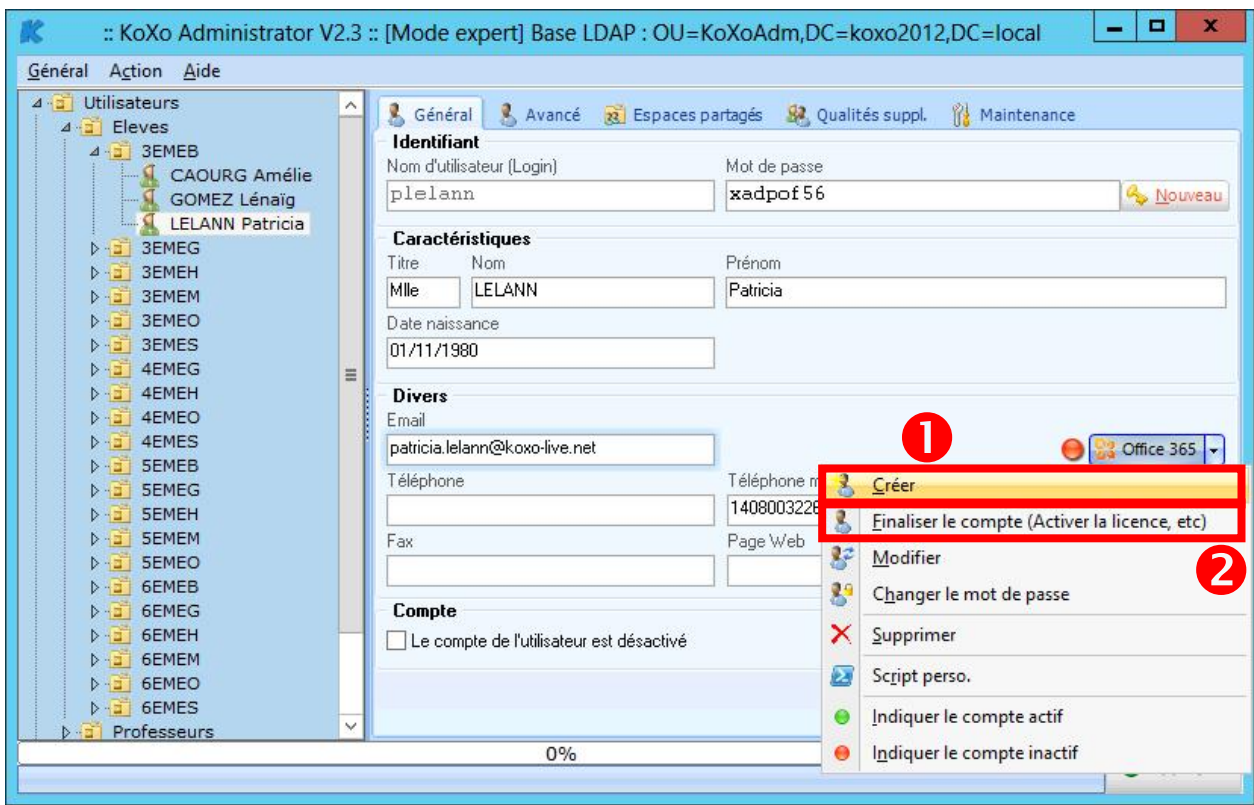 :: KoXo Administrator V2.3 :: [Mode expert] Base LDAP : OU=KoXoAdm,DC=koxo2012,DC=local
Général Action Aide
Utilisateurs
Eleves
3EMEB
CAOURG Amélie
GOMEZ Lénaïg
LELANN Patricia
3EMEG
3EMEH
3EMEM
3EMEO
3EMES
4EMEG
4EMEH
4EMEO
4EMES
5EMEB
5EMEG
5EMEH
5EMEM
5EMEO
6EMEB
6EMEG
6EMEH
6EMEM
6EMEO
6EMES
Professeurs
Général Avancé Espaces partagés Qualités suppl. Maintenance
Identifiant
Nom d'utilisateur (Login) Mot de passe
plelann xadpof56 Nouveau
Caractéristiques
Titre Nom Prénom
Mlle LELANN Patricia
Date naissance
01/11/1980
Divers
Email
patricia.lelann@koxo-live.net Office 365
Téléphone Téléphone m
1408003226
Fax Page Web
Compte
Le compte de l'utilisateur est désactivé
1
Créer
Finaliser le compte (Activer la licence, etc)
2
Modifier
Changer le mot de passe
Supprimer
Script perso.
Indiquer le compte actif
Indiquer le compte inactif
0%